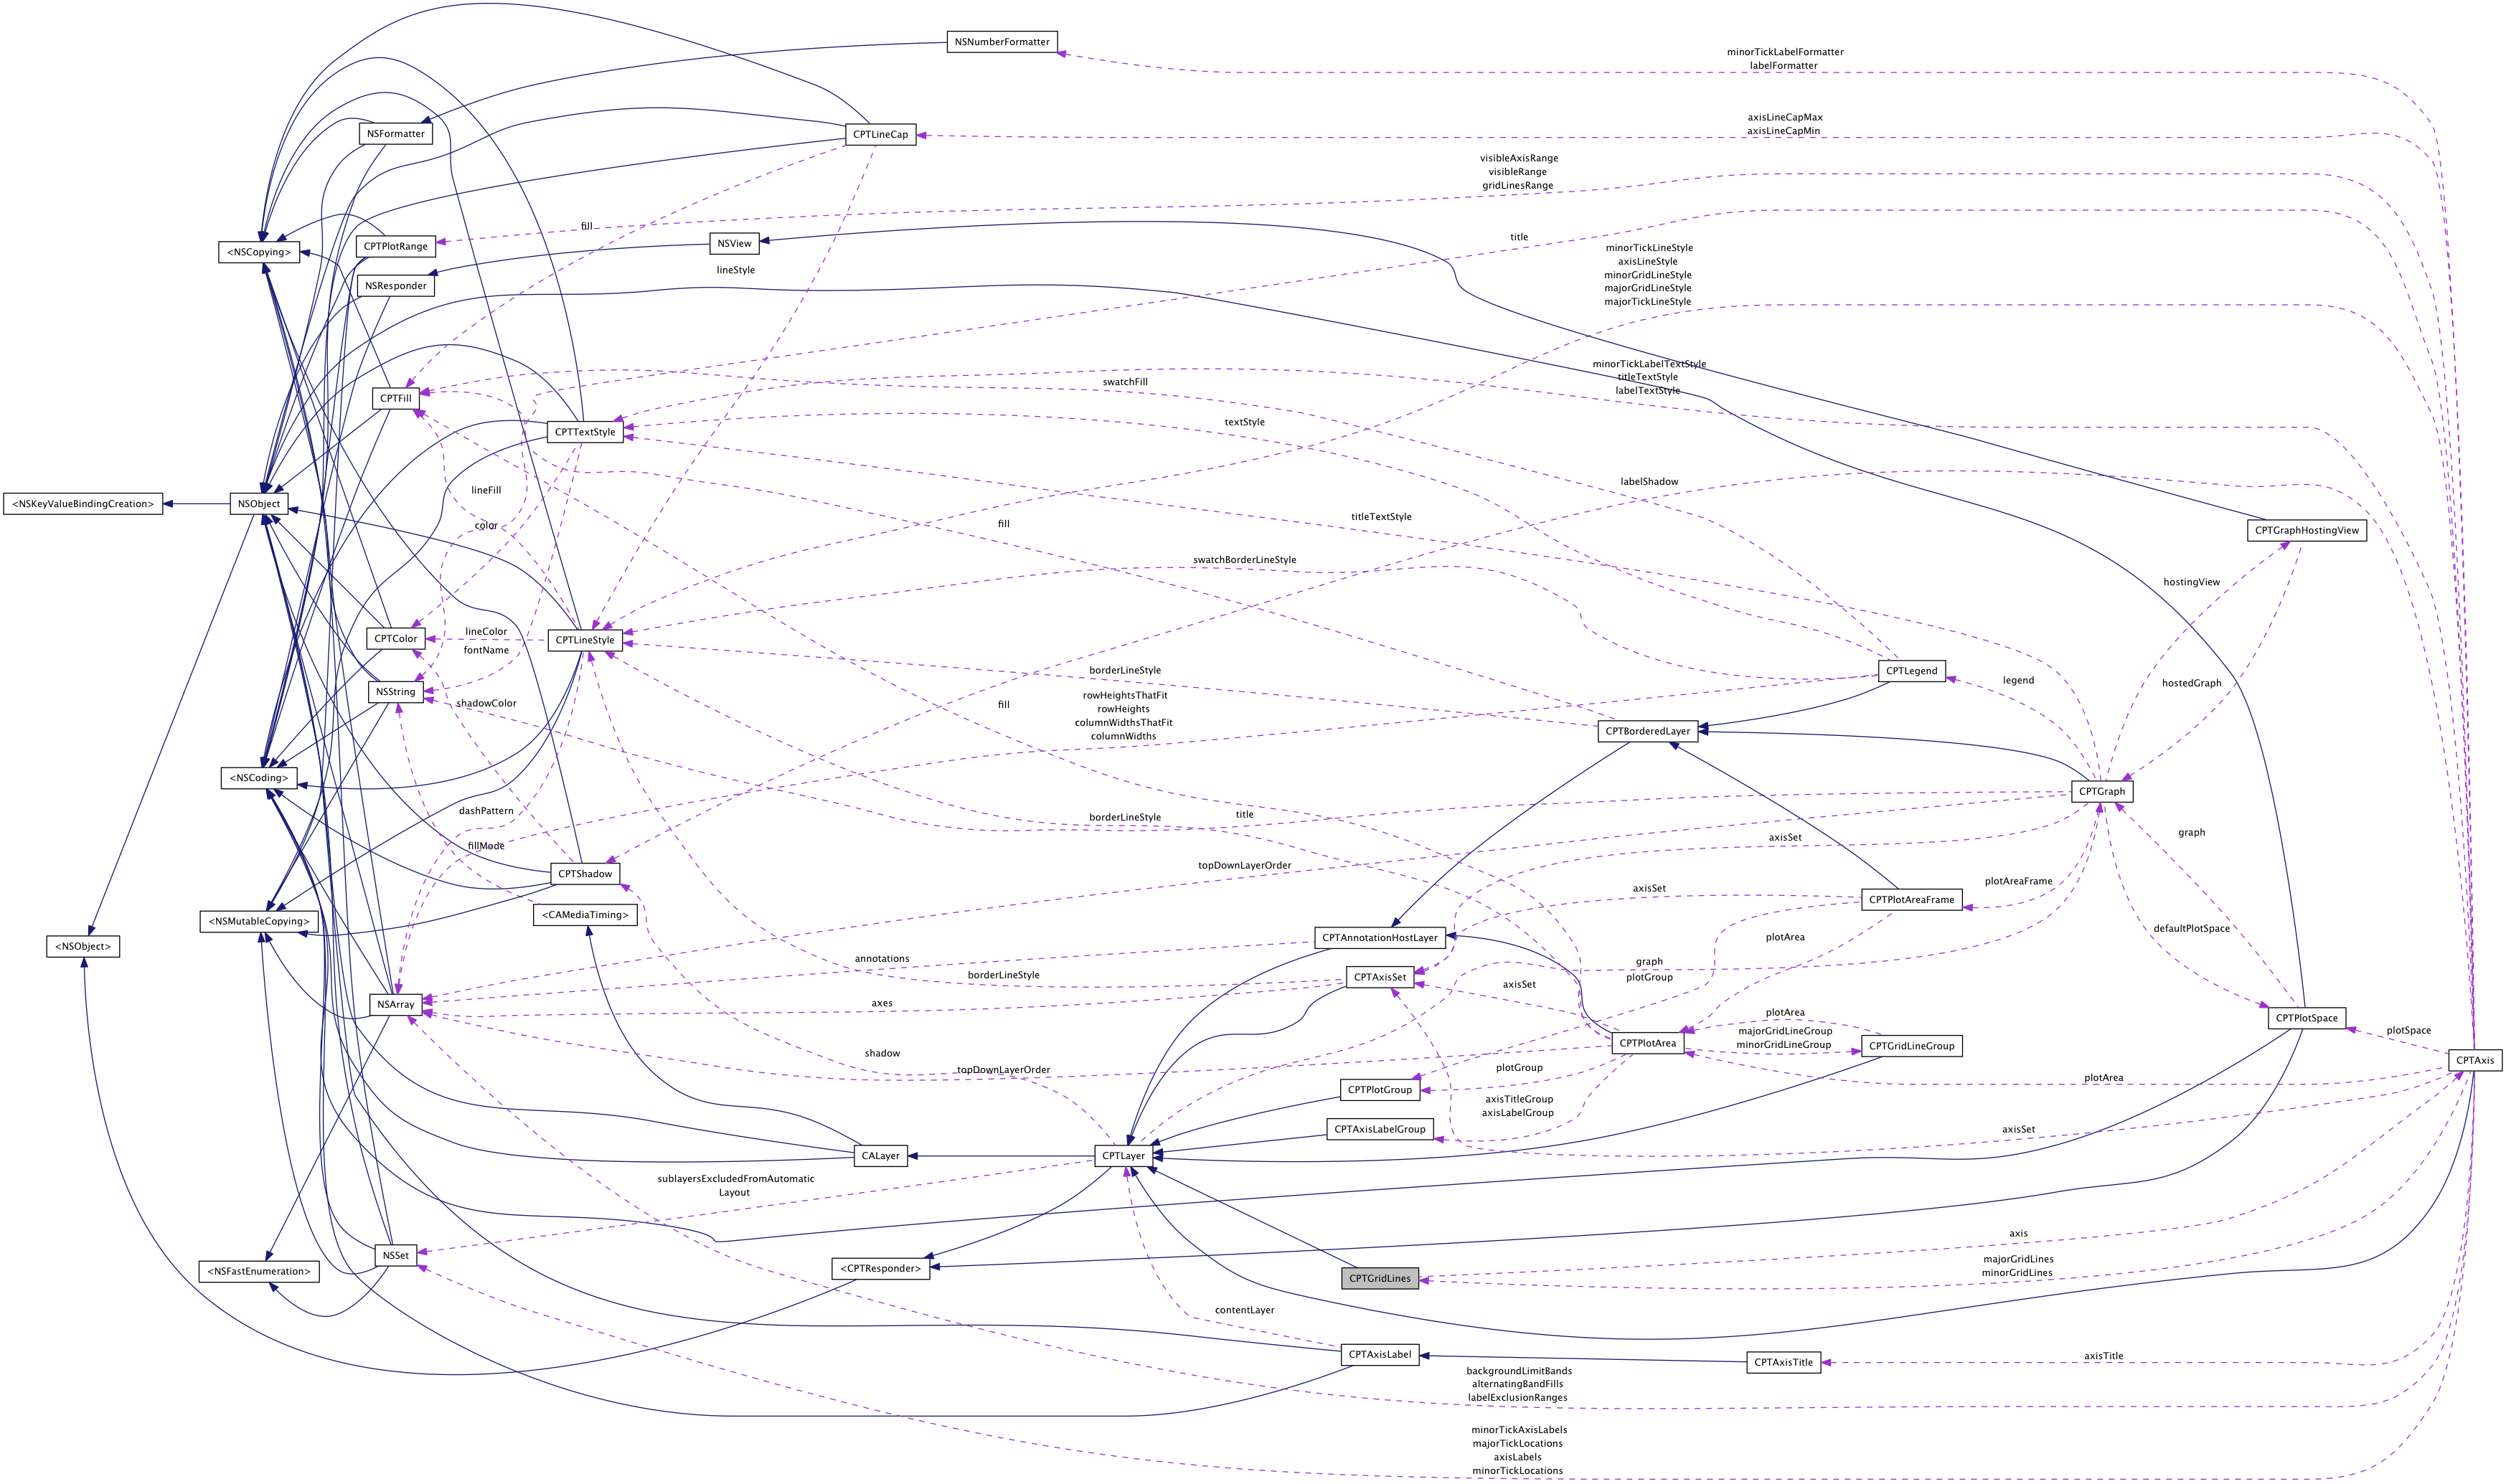 NSNumberFormatter
minorTickLabelFormatter
labelFormatter
NSFormatter
CPTLineCap
axisLineCapMax
axisLineCapMin
visibleAxisRange
visibleRange
gridLinesRange
<NSCopying>
CPTPlotRange
fill
NSView
title
NSResponder
lineStyle
minorTickLineStyle
axisLineStyle
minorGridLineStyle
majorGridLineStyle
majorTickLineStyle
CPTFill
swatchFill
minorTickLabelTextStyle
titleTextStyle
labelTextStyle
CPTTextStyle
textStyle
<NSKeyValueBindingCreation>
NSObject
lineFill
labelShadow
color
fill
titleTextStyle
CPTGraphHostingView
swatchBorderLineStyle
hostingView
CPTColor
lineColor
fontName
CPTLineStyle
NSString
borderLineStyle
CPTLegend
legend
hostedGraph
shadowColor
fill
rowHeightsThatFit
rowHeights
columnWidthsThatFit
columnWidths
CPTBorderedLayer
<NSCoding>
CPTGraph
dashPattern
borderLineStyle
title
fillMode
axisSet
graph
topDownLayerOrder
CPTShadow
plotAreaFrame
axisSet
CPTPlotAreaFrame
<NSMutableCopying>
<CAMediaTiming>
<NSObject>
CPTAnnotationHostLayer
plotArea
defaultPlotSpace
annotations
borderLineStyle
CPTAxisSet
graph
plotGroup
axisSet
NSArray
axes
plotArea
CPTPlotSpace
plotSpace
majorGridLineGroup
minorGridLineGroup
CPTPlotArea
CPTGridLineGroup
CPTAxis
shadow
topDownLayerOrder
plotGroup
plotArea
CPTPlotGroup
axisTitleGroup
axisLabelGroup
CPTAxisLabelGroup
axisSet
CALayer
CPTLayer
sublayersExcludedFromAutomatic
Layout
axis
NSSet
<NSFastEnumeration>
<CPTResponder>
CPTGridLines
majorGridLines
minorGridLines
contentLayer
CPTAxisLabel
CPTAxisTitle
axisTitle
backgroundLimitBands
alternatingBandFills
labelExclusionRanges
minorTickAxisLabels
majorTickLocations
axisLabels
minorTickLocations